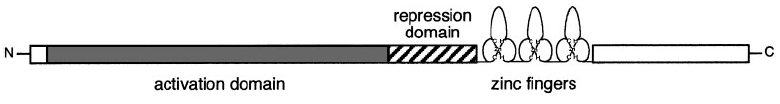 repression
domain
N
C
activation domain
zinc fingers